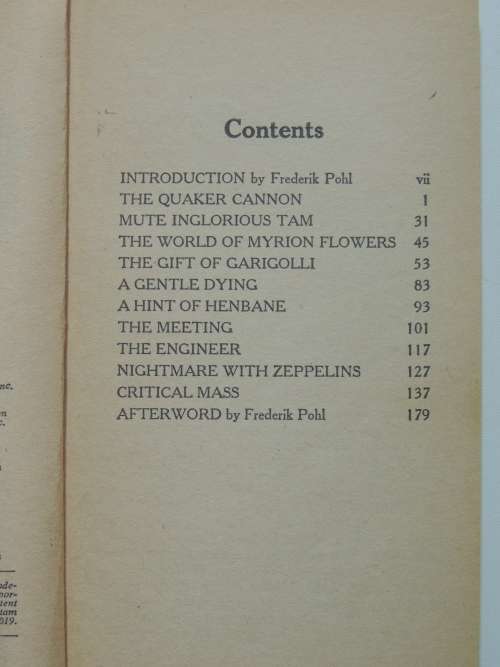 Contents
INTRODUCTION by Frederik Pohl vii
THE QUAKER CANNON 1
MUTE INGLORIOUS TAM 31
THE WORLD OF MYRION FLOWERS 45
THE GIFT OF GARIGOLLI 53
A GENTLE DYING 83
A HINT OF HENBANE 93
THE MEETING 101
THE ENGINEER 117
NIGHTMARE WITH ZEPPELINS 127
CRITICAL MASS 137
AFTERWORD by Frederik Pohl 179